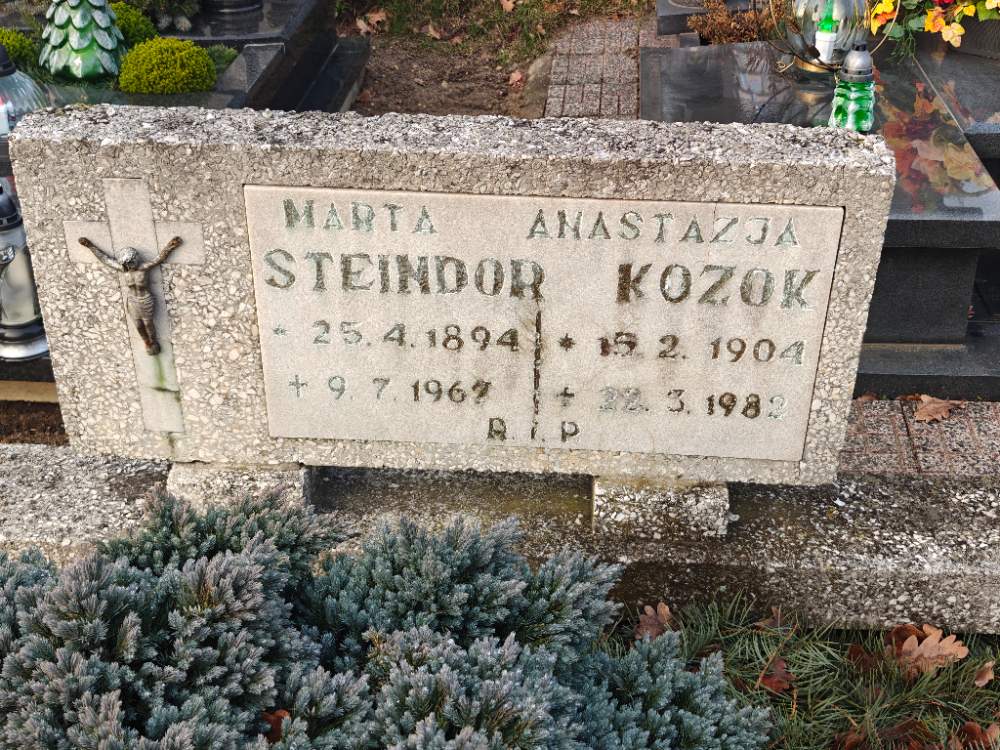 MARTA ANASTAZJA
STEINDOR KOZOK
* 25. 4. 1894 * 15. 2. 1904
+ 9. 7. 1967 + 22. 3. 1982
R. I. P